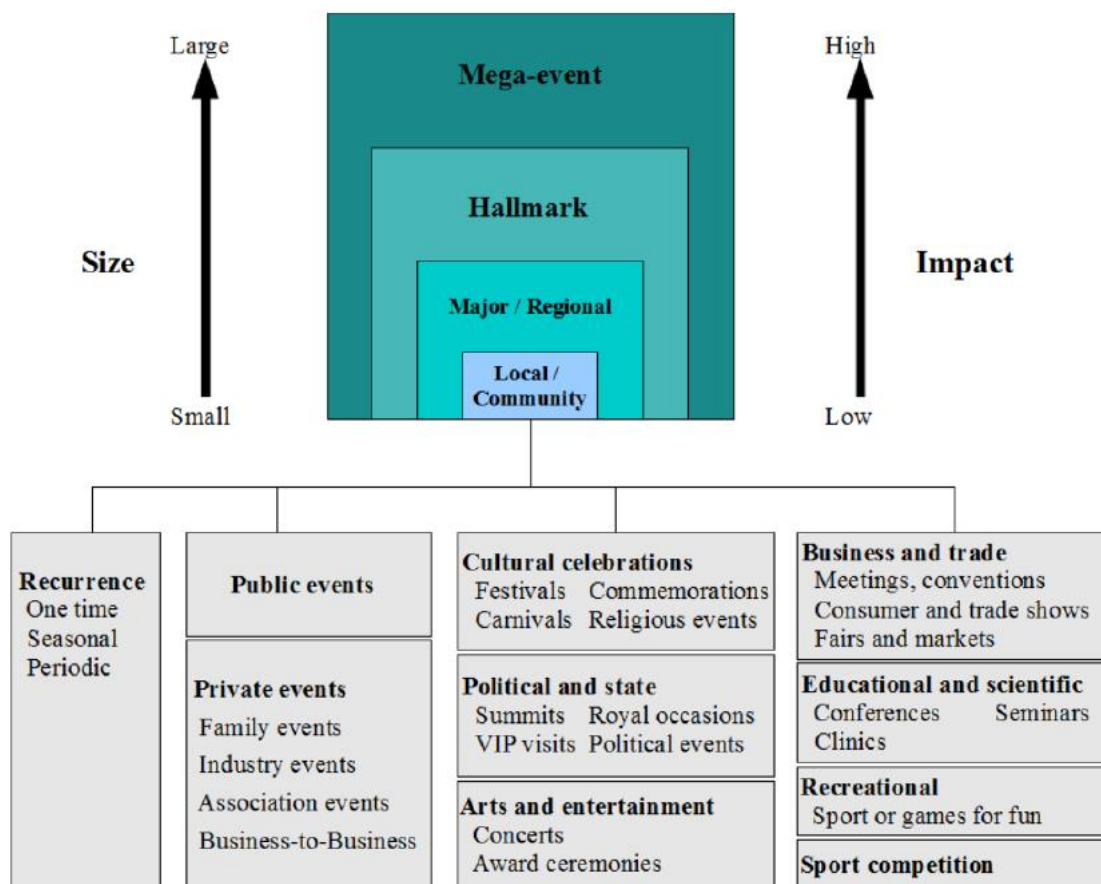 Large
High
Mega-event
Hallmark
Size
Impact
Major / Regional
Local /
Community
Small
Low
Recurrence
One time
Seasonal
Periodic
Public events
Private events
Family events
Industry events
Association events
Business-to-Business
Cultural celebrations
Festivals Commemorations
Carnivals Religious events
Political and state
Summits Royal occasions
VIP visits Political events
Arts and entertainment
Concerts
Award ceremonies
Business and trade
Meetings, conventions
Consumer and trade shows
Fairs and markets
Educational and scientific
Conferences Seminars
Clinics
Recreational
Sport or games for fun
Sport competition